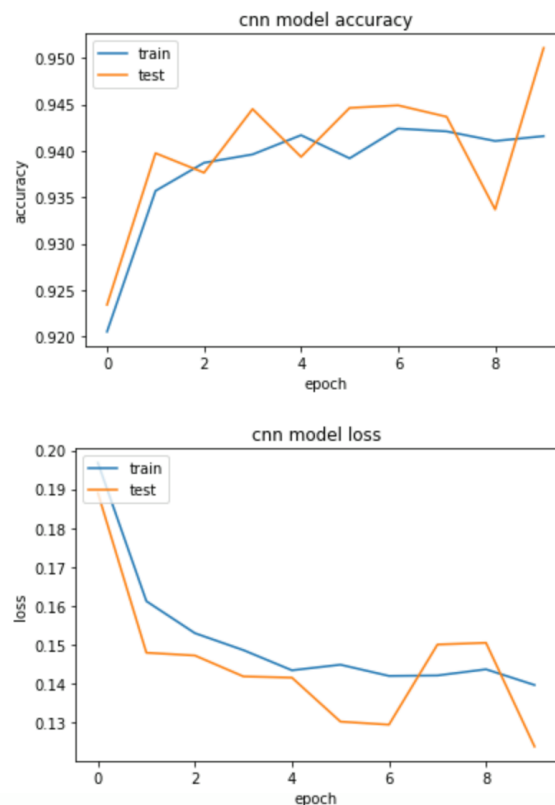 cnn model accuracy
train
test
0.950
0.945
0.940
0.935
0.930
0.925
0.920
accuracy
0 2 4 6 8
epoch
cnn model loss
train
test
0.20
0.19
0.18
0.17
0.16
0.15
0.14
0.13
loss
0 2 4 6 8
epoch